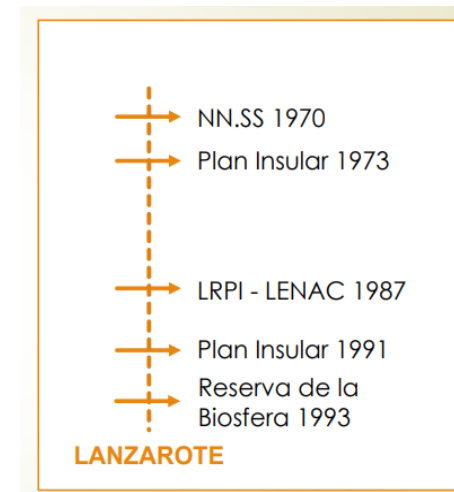 NN.SS 1970
Plan Insular 1973
LRPI - LENAC 1987
Plan Insular 1991
Reserva de la
Biosfera 1993
LANZAROTE